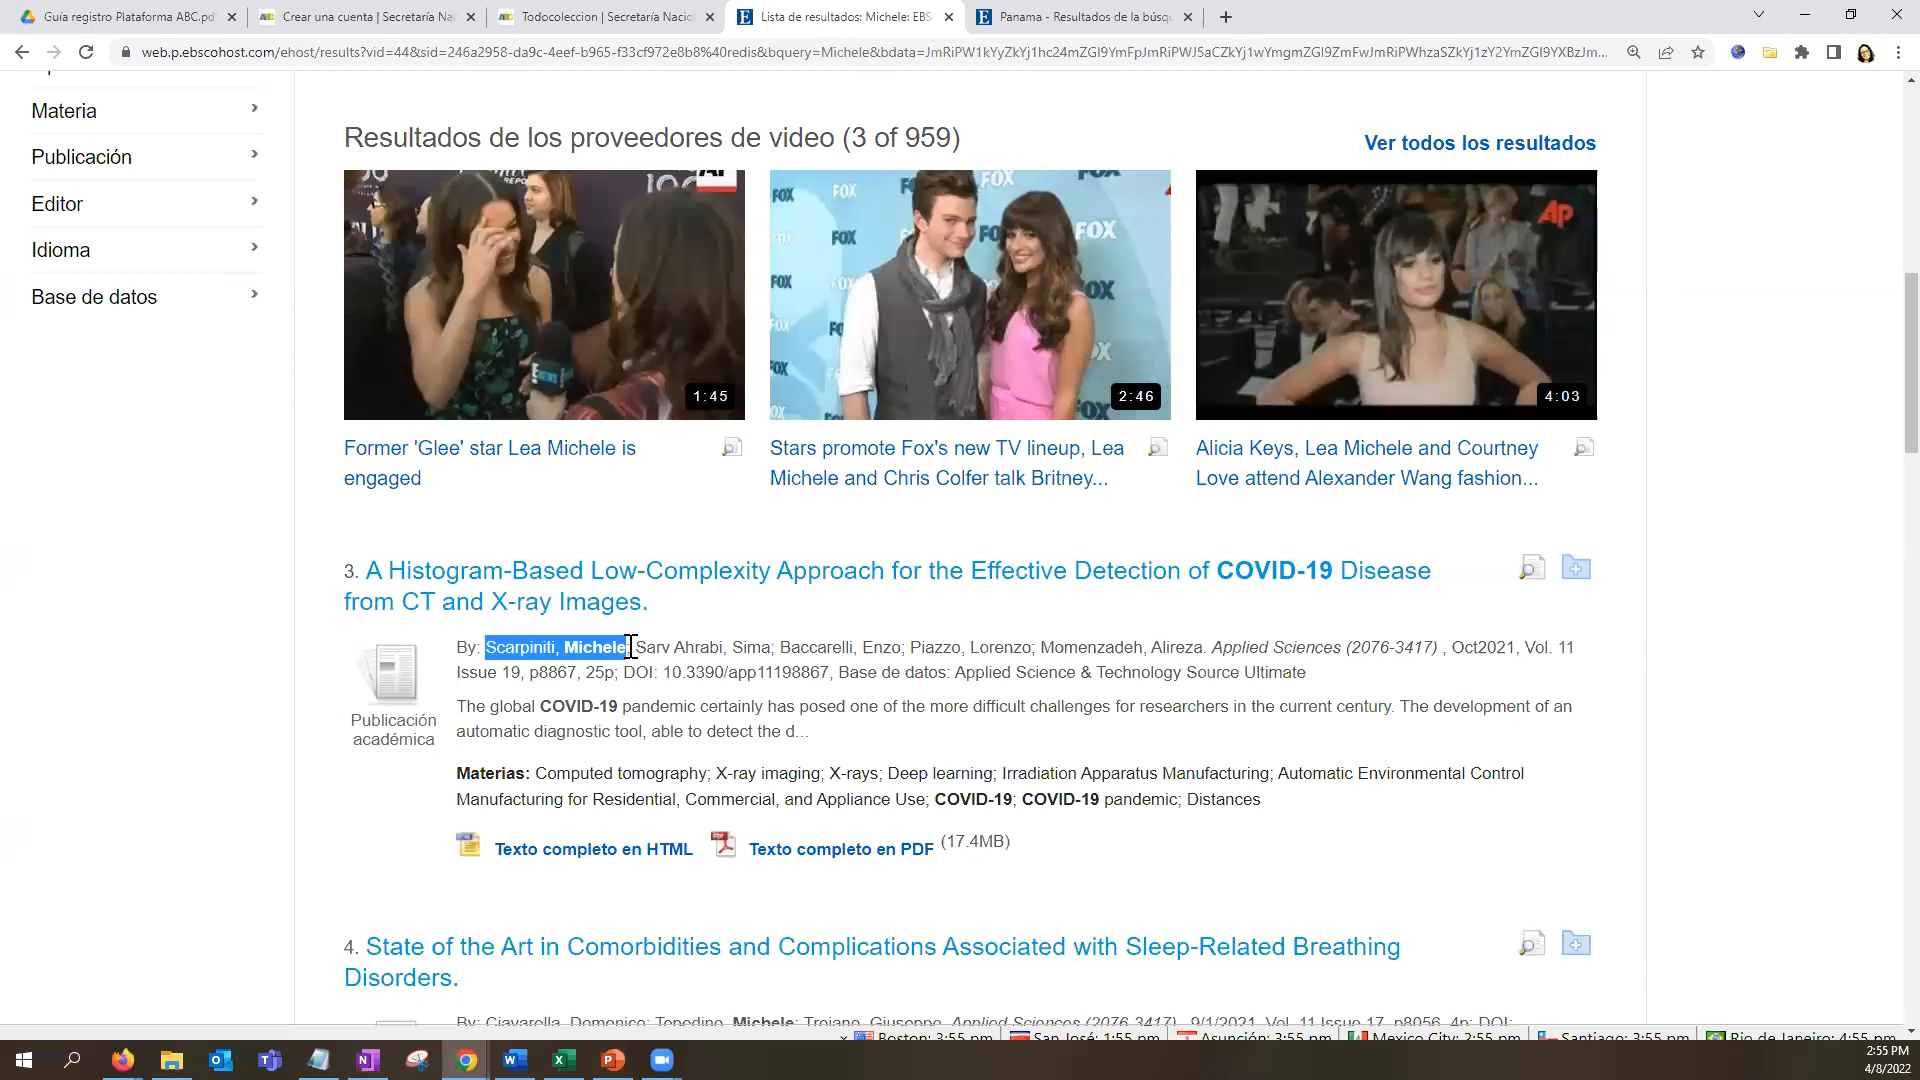 Guía registro Plataforma ABC.pd
Crear una cuenta | Secretaría Na
Todocoleccion | Secretaría Nacio
Lista de resultados: Michele: EBS
Panama - Resultados de la búsqu
web.p.ebscohost.com/ehost/results?vid=44&sid=246a2958-da9c-4eef-b965-f33cf972e8b8%40redis&bquery=Michele&bdata=JmRiPW1kYyZkYj1hc24mZGI9YmFpJmRiPWJ5aCZkYj1wYmgmZGI9ZmFwJmRiPWhzaSZkYj1zY2YmZGI9YXBzJm...
Materia
Publicación
Editor
Idioma
Base de datos
Resultados de los proveedores de video (3 of 959)
Ver todos los resultados
1:45
2:46
4:03
FOX
AP
Former 'Glee' star Lea Michele is
engaged
Stars promote Fox's new TV lineup, Lea
Michele and Chris Colfer talk Britney...
Alicia Keys, Lea Michele and Courtney
Love attend Alexander Wang fashion...
3. A Histogram-Based Low-Complexity Approach for the Effective Detection of COVID-19 Disease
from CT and X-ray Images.
Publicación
académica
By: Scarpiniti, Michele; Sarv Ahrabi, Sima; Baccarelli, Enzo; Piazzo, Lorenzo; Momenzadeh, Alireza. Applied Sciences (2076-3417) , Oct2021, Vol. 11
Issue 19, p8867, 25p; DOI: 10.3390/app11198867, Base de datos: Applied Science & Technology Source Ultimate
The global COVID-19 pandemic certainly has posed one of the more difficult challenges for researchers in the current century. The development of an
automatic diagnostic tool, able to detect the d...
Materias: Computed tomography; X-ray imaging; X-rays; Deep learning; Irradiation Apparatus Manufacturing; Automatic Environmental Control
Manufacturing for Residential, Commercial, and Appliance Use; COVID-19; COVID-19 pandemic; Distances
Texto completo en HTML
Texto completo en PDF (17.4MB)
4. State of the Art in Comorbidities and Complications Associated with Sleep-Related Breathing
Disorders.
By: Ciavarella, Domenico; Tepedino, Michele; Troiano, Giuseppe. Applied Sciences (2076-3417) , 9/1/2021, Vol. 11 Issue 17, p8056, 4p; DOI:
Boston: 3:55 pm
San José: 1:55 pm
Asunción: 3:55 pm
Mexico City: 2:55 pm
Santiago: 3:55 pm
Rio de Janeiro: 4:55 pm
2:55 PM
4/8/2022